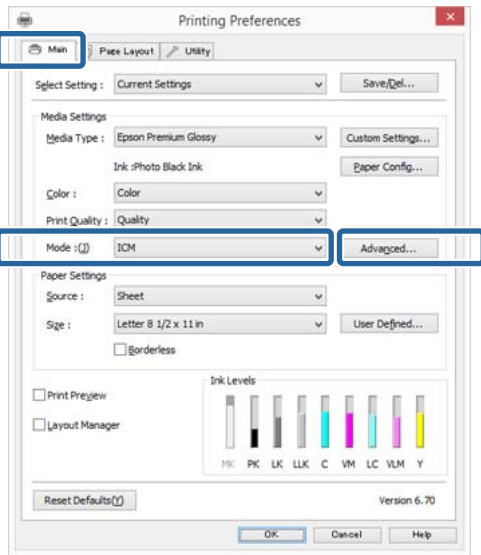 Printing Preferences
Main Page Layout Utility
Select Setting : Current Settings Save/Del...
Media Settings
Media Type : Epson Premium Glossy Custom Settings...
Ink :Photo Black Ink Paper Config...
Color : Color
Print Quality : Quality
Mode :(J) ICM Advanced...
Paper Settings
Source : Sheet
Size : Letter 8 1/2 x 11 in User Defined...
Borderless
Print Preview
Layout Manager
Ink Levels
MK PK LK LLK C VM LC VLM Y
Reset Defaults(Y) Version 6.70
OK Cancel Help